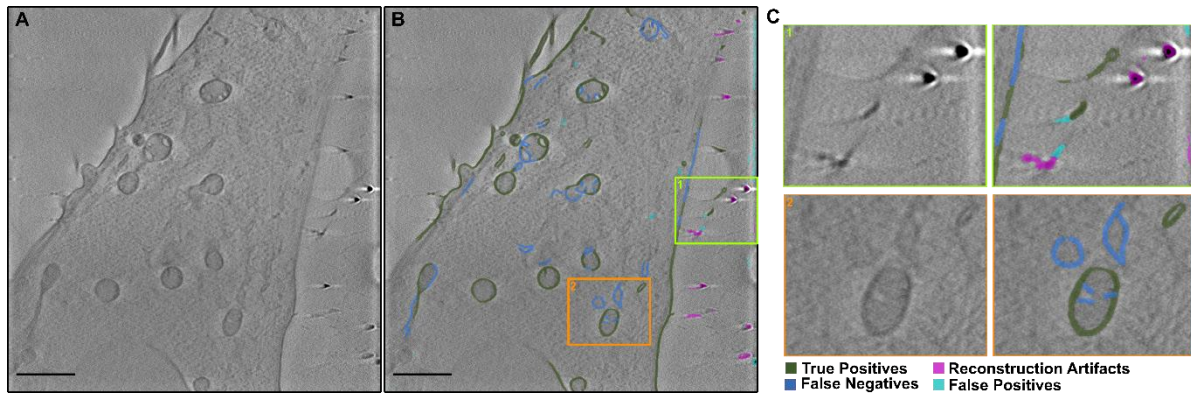 A
B
C
1
2
1
2
True Positives
Reconstruction Artifacts
False Negatives
False Positives